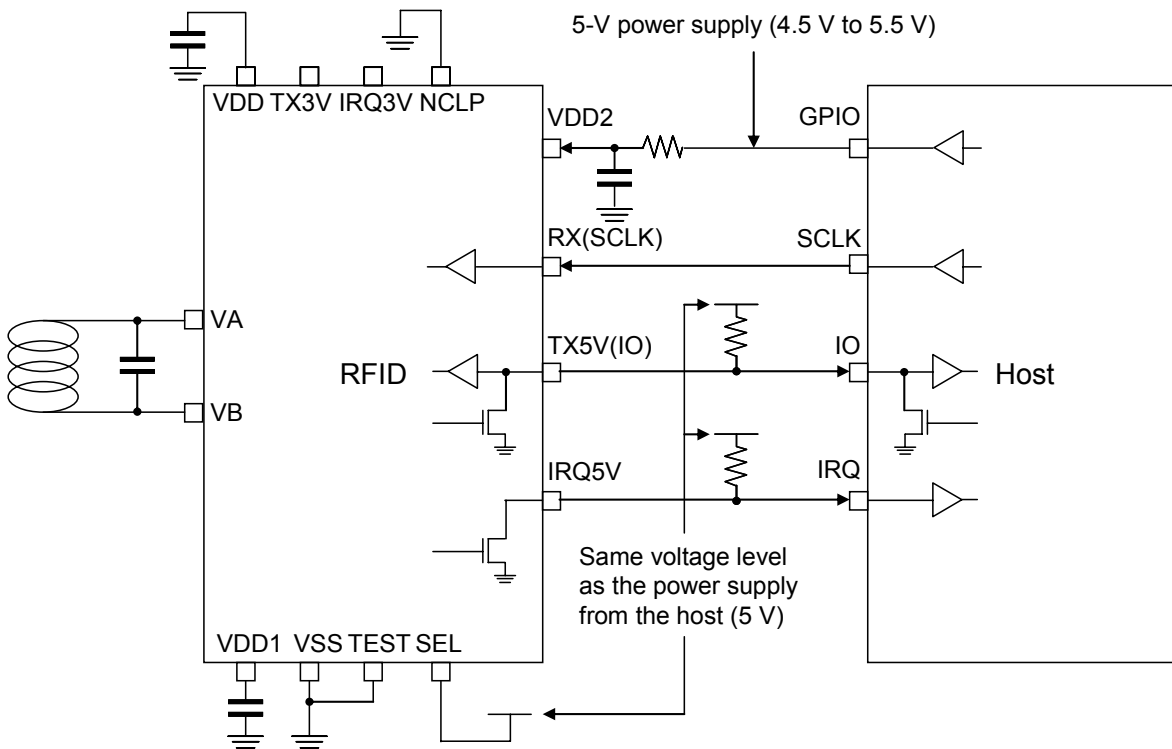 5-V power supply (4.5 V to 5.5 V)
VDD TX3V IRQ3V NCLP
VDD2
GPIO
RX(SCLK)
SCLK
VA
TX5V(IO)
IO
RFID
Host
VB
IRQ5V
IRQ
Same voltage level
as the power supply
from the host (5 V)
VDD1 VSS TEST SEL